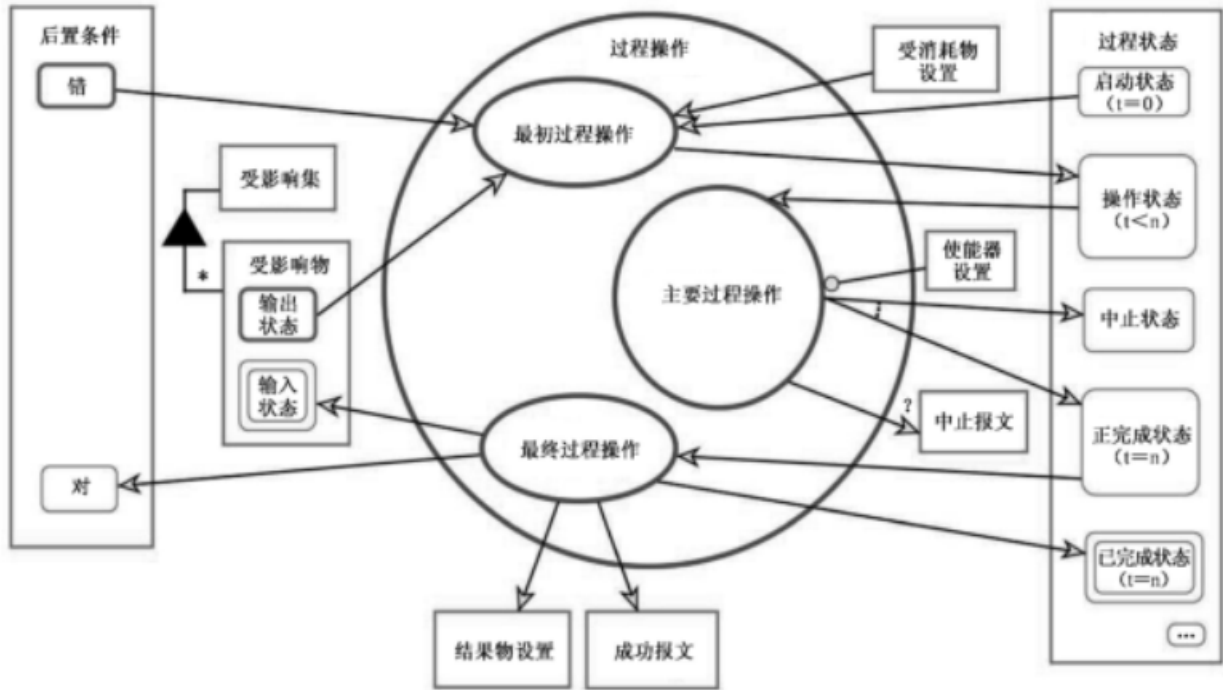 后置条件
错
过程操作
受消耗物
设置
过程状态
启动状态
(t=0)
最初过程操作
受影响集
操作状态
(t<n)
*
受影响物
输出
状态
使能器
设置
主要过程操作
中止状态
输入
状态
?
中止报文
正完成状态
(t=n)
最终过程操作
对
已完成状态
(t=n)
...
结果物设置
成功报文